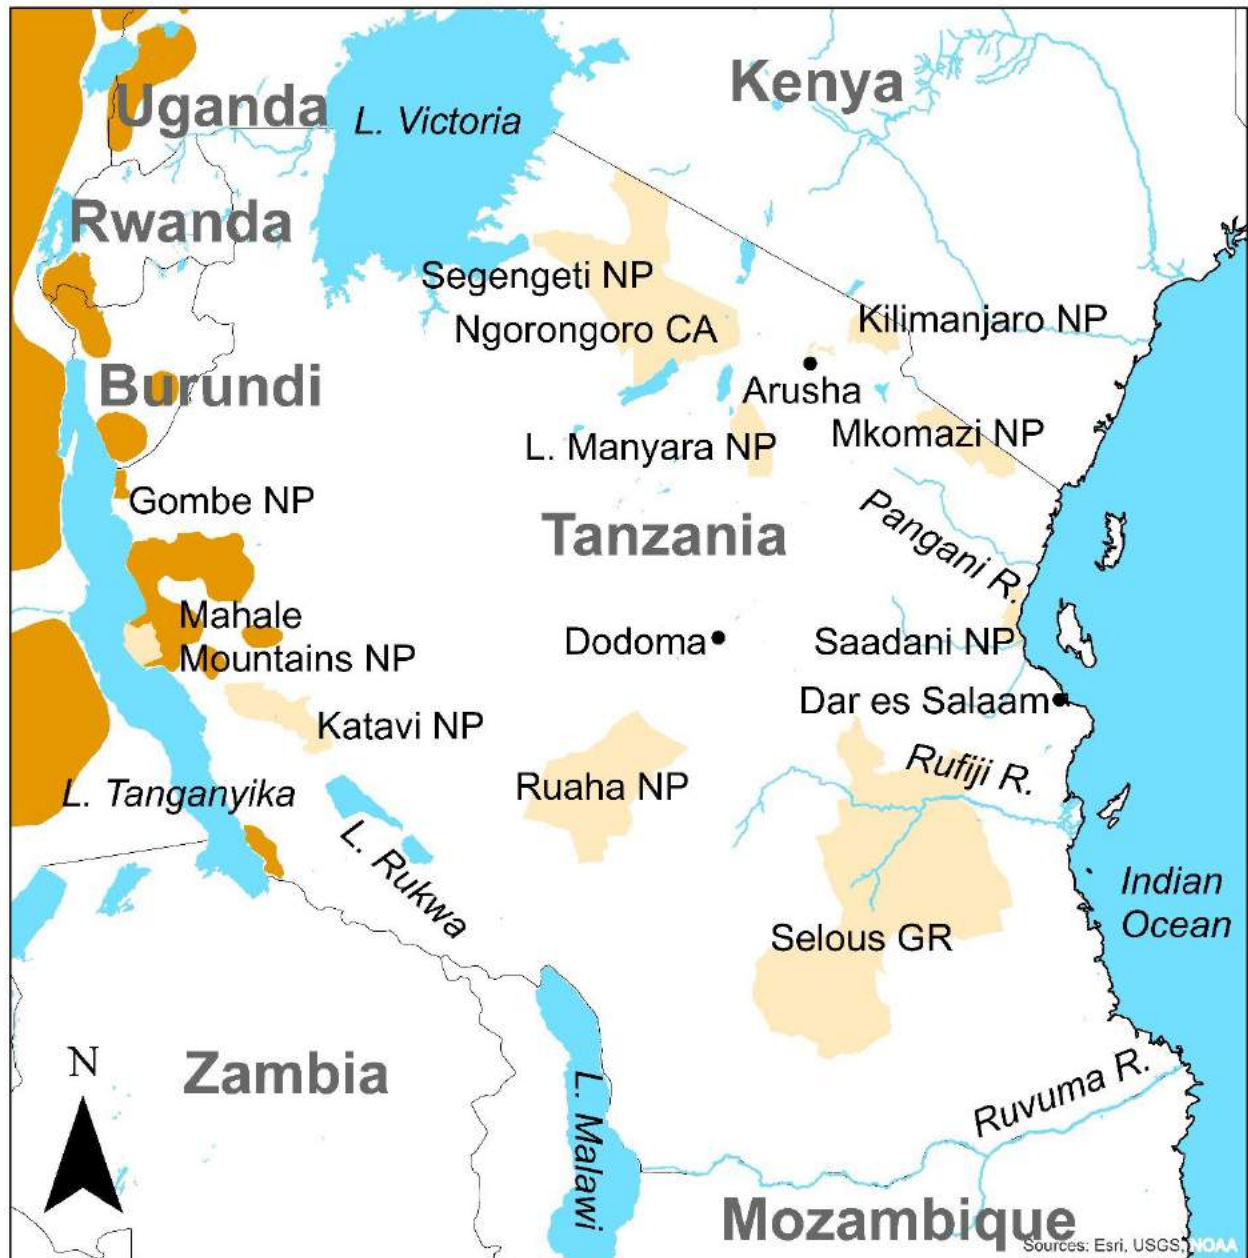 Kenya
Uganda
L. Victoria
Rwanda
Segengeti NP
Ngorongoro CA
Kilimanjaro NP
Burundi
Arusha
L. Manyara NP
Mkomazi NP
Gombe NP
Tanzania
Pangani R.
Mahale
Mountains NP
Dodoma
Saadani NP
Dar es Salaam
Katavi NP
Ruaha NP
Rufiji R.
L. Tanganyika
L. Rukwa
Indian
Ocean
Selous GR
N
Zambia
L. Malawi
Ruvuma R.
Mozambique
Sources: Esri, USGS, NOAA